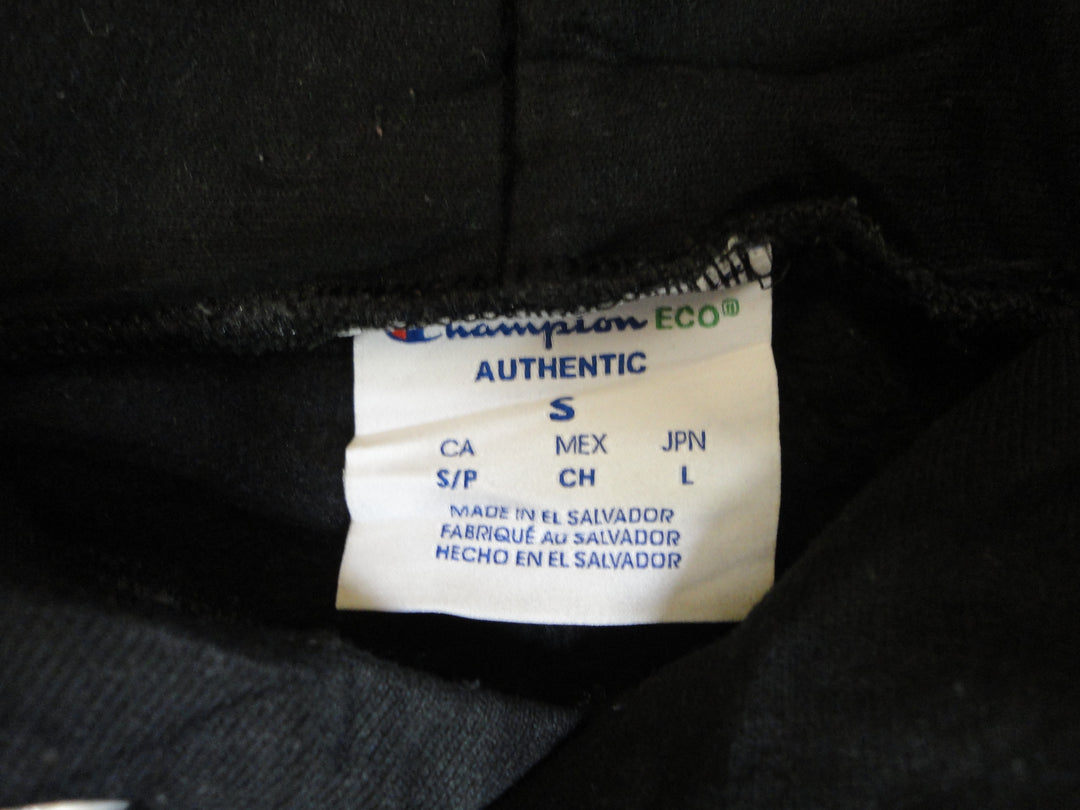 Champion ECO®
AUTHENTIC
S
CA MEX JPN
S/P CH L
MADE IN EL SALVADOR
FABRIQUÉ AU SALVADOR
HECHO EN EL SALVADOR